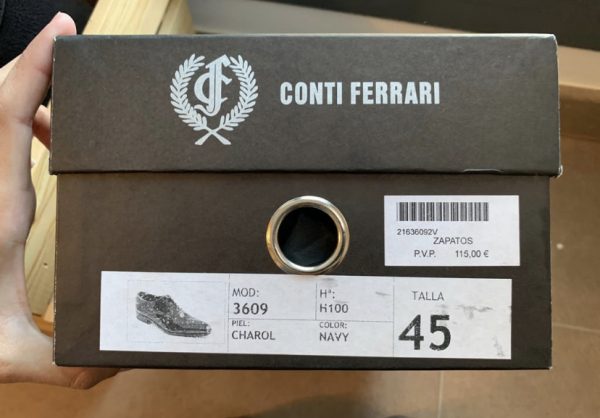 CONTI FERRARI
21636092V
ZAPATOS
P.V.P. 115,00 €
MOD:
3609
Hª:
H100
TALLA
45
PIEL:
CHAROL
COLOR:
NAVY